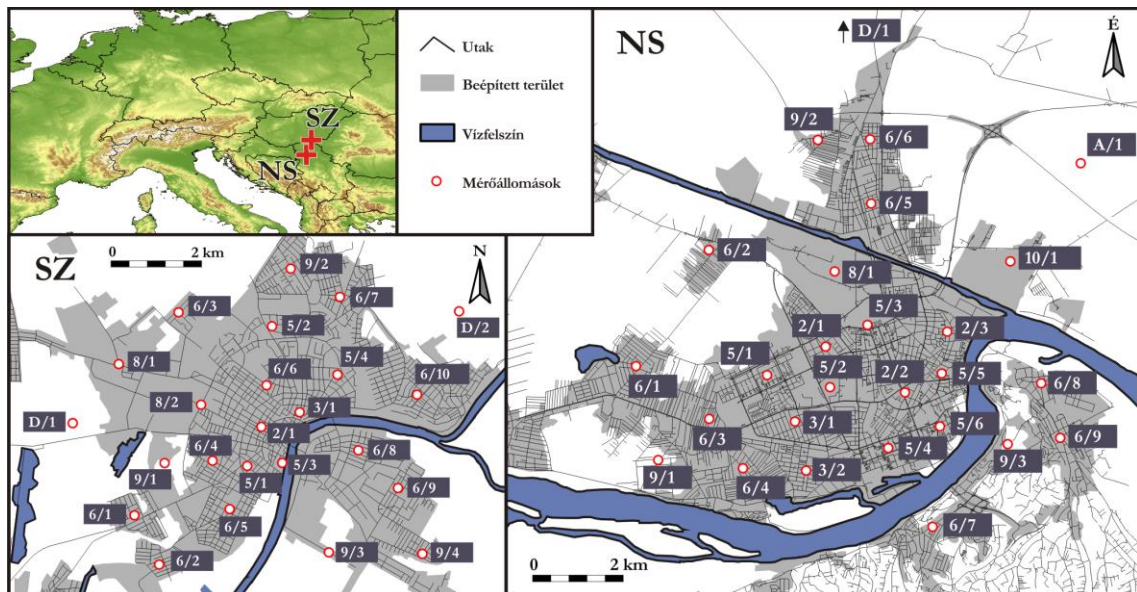 SZ
NS
Utak
Beépített terület
Vízfelszín
Mérőállomások
SZ
0 2 km
N
9/2
6/7
6/3
D/2
5/2
8/1
5/4
6/6
6/10
8/2
3/1
D/1
2/1
6/4
6/8
9/1
5/1
5/3
6/9
6/1
6/5
6/2
9/3
9/4
NS
D/1
É
9/2
6/6
A/1
6/5
6/2
8/1
10/1
5/3
2/1
2/3
5/1
5/2
2/2
5/5
6/1
6/8
3/1
5/6
6/3
6/9
5/4
9/3
9/1
6/4
3/2
6/7
0 2 km